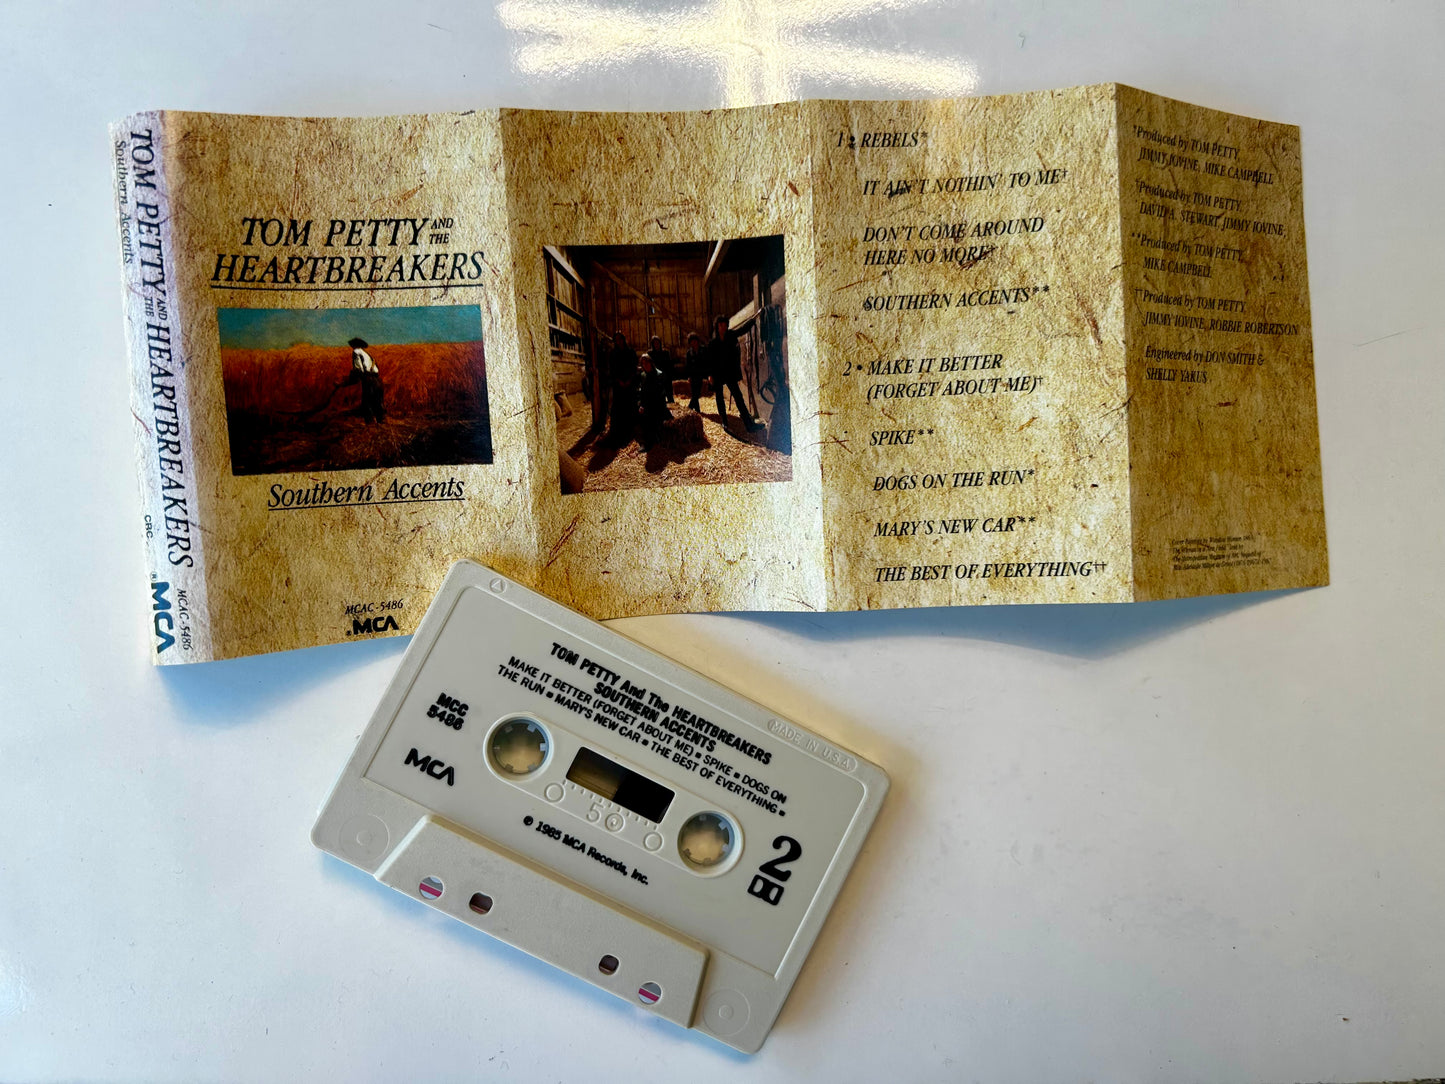 TOM PETTY AND THE HEARTBREAKERS
Southern Accents
CRC
MCAC-5486
MCA
TOM PETTY AND THE
HEARTBREAKERS
Southern Accents
MCAC-5486
MCA
1 • REBELS*
IT AIN'T NOTHIN' TO ME†
DON'T COME AROUND
HERE NO MORE†
SOUTHERN ACCENTS**
2 • MAKE IT BETTER
(FORGET ABOUT ME)†
SPIKE**
DOGS ON THE RUN*
MARY'S NEW CAR**
THE BEST OF EVERYTHING††
*Produced by TOM PETTY,
JIMMY IOVINE, MIKE CAMPBELL
†Produced by TOM PETTY,
DAVID A. STEWART, JIMMY IOVINE,
**Produced by TOM PETTY,
MIKE CAMPBELL
††Produced by TOM PETTY,
JIMMY IOVINE, ROBBIE ROBERTSON
Engineered by DON SMITH &
SHELLY YAKUS
Cover Painting by Winslow Homer
TOM PETTY And The HEARTBREAKERS
SOUTHERN ACCENTS
MAKE IT BETTER (FORGET ABOUT ME) ■ SPIKE ■ DOGS ON
THE RUN ■ MARY'S NEW CAR ■ THE BEST OF EVERYTHING ■
MADE IN U.S.A.
MCC
5486
MCA
50
℗ 1985 MCA Records, Inc.
2